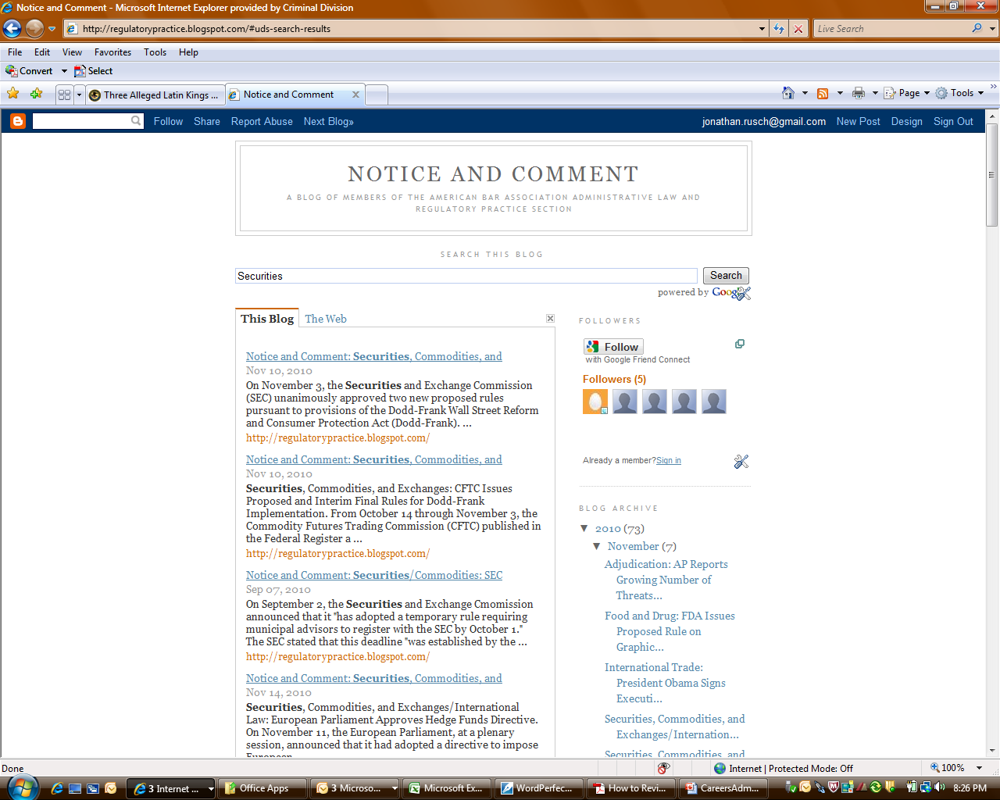 Notice and Comment - Microsoft Internet Explorer provided by Criminal Division
http://regulatorypractice.blogspot.com/#uds-search-results
Live Search
File Edit View Favorites Tools Help
Convert Select
Three Alleged Latin Kings ... Notice and Comment Page Tools
Follow Share Report Abuse Next Blog» jonathan.rusch@gmail.com New Post Design Sign Out
NOTICE AND COMMENT
A BLOG OF MEMBERS OF THE AMERICAN BAR ASSOCIATION ADMINISTRATIVE LAW AND
REGULATORY PRACTICE SECTION
SEARCH THIS BLOG
Securities Search
powered by Goog
This Blog The Web
Notice and Comment: Securities, Commodities, and
Nov 10, 2010
On November 3, the Securities and Exchange Commission
(SEC) unanimously approved two new proposed rules
pursuant to provisions of the Dodd-Frank Wall Street Reform
and Consumer Protection Act (Dodd-Frank). ...
http://regulatorypractice.blogspot.com/
Notice and Comment: Securities, Commodities, and
Nov 10, 2010
Securities, Commodities, and Exchanges: CFTC Issues
Proposed and Interim Final Rules for Dodd-Frank
Implementation. From October 14 through November 3, the
Commodity Futures Trading Commission (CFTC) published in
the Federal Register a ...
http://regulatorypractice.blogspot.com/
Notice and Comment: Securities/Commodities: SEC
Sep 07, 2010
On September 2, the Securities and Exchange Cmomission
announced that it "has adopted a temporary rule requiring
municipal advisors to register with the SEC by October 1."
The SEC stated that this deadline "was established by the ...
http://regulatorypractice.blogspot.com/
Notice and Comment: Securities, Commodities, and
Nov 14, 2010
Securities, Commodities, and Exchanges/International
Law: European Parliament Approves Hedge Funds Directive.
On November 11, the European Parliament, at a plenary
session, announced that it had adopted a directive to impose
European
FOLLOWERS
Follow
with Google Friend Connect
Followers (5)
Already a member?Sign in
BLOG ARCHIVE
▼ 2010 (73)
▼ November (7)
Adjudication: AP Reports
Growing Number of
Threats...
Food and Drug: FDA Issues
Proposed Rule on
Graphic...
International Trade:
President Obama Signs
Executi...
Securities, Commodities, and
Exchanges/Internation...
Securities, Commodities, and
Done Internet | Protected Mode: Off 100%
3 Internet ... Office Apps 3 Microso... Microsoft Ex... WordPerfec... How to Revi... CareersAdm... 8:26 PM